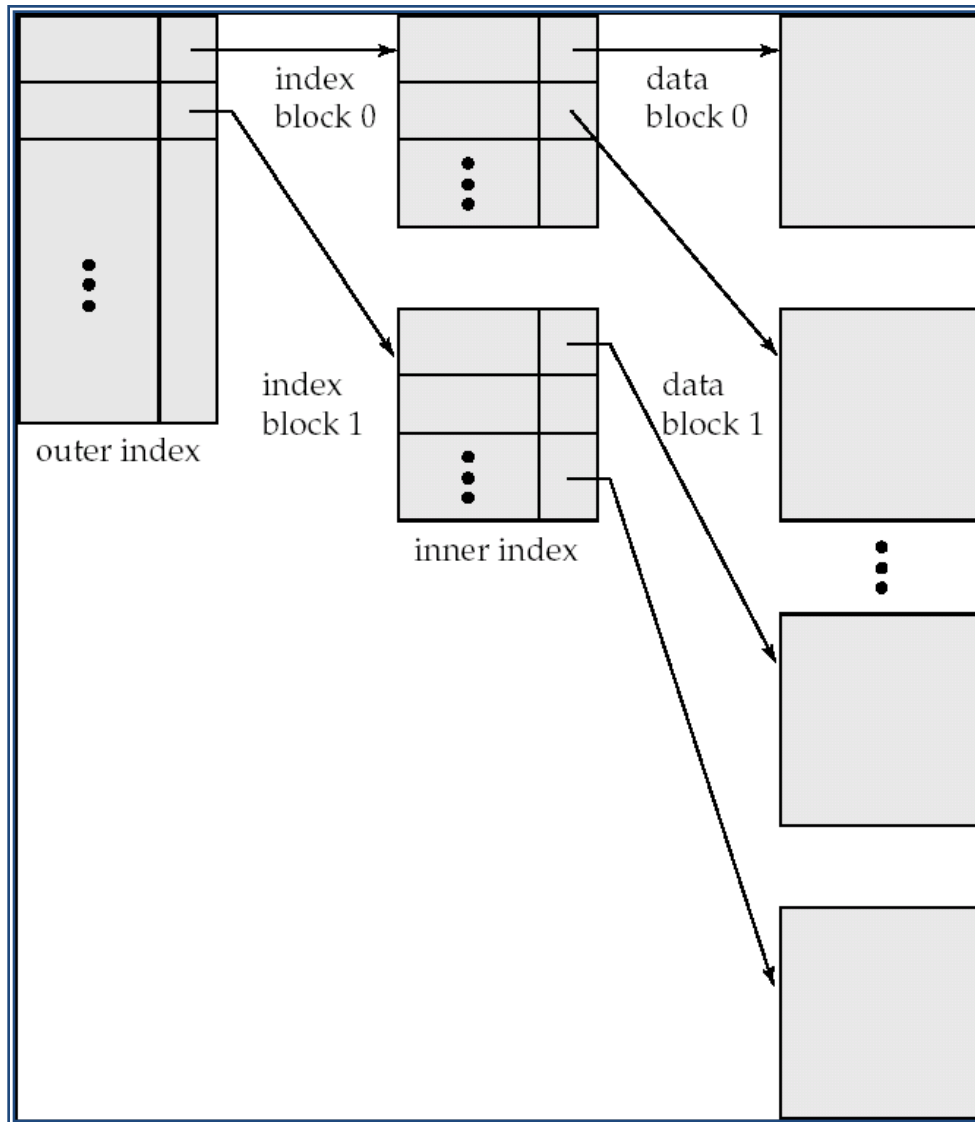 index
block 0
data
block 0
index
block 1
data
block 1
outer index
inner index